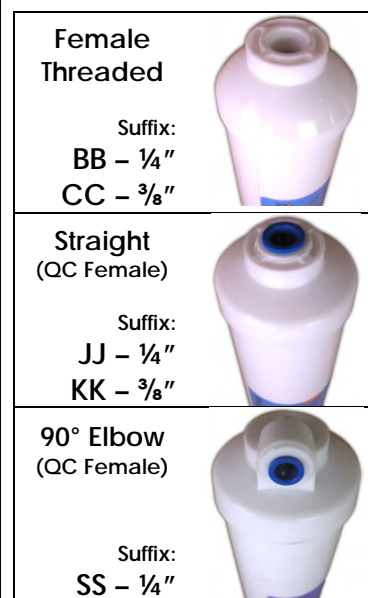 Female
Threaded
Suffix:
BB – ¼"
CC – ⅜"
Straight
(QC Female)
Suffix:
JJ – ¼"
KK – ⅜"
90° Elbow
(QC Female)
Suffix:
SS – ¼"